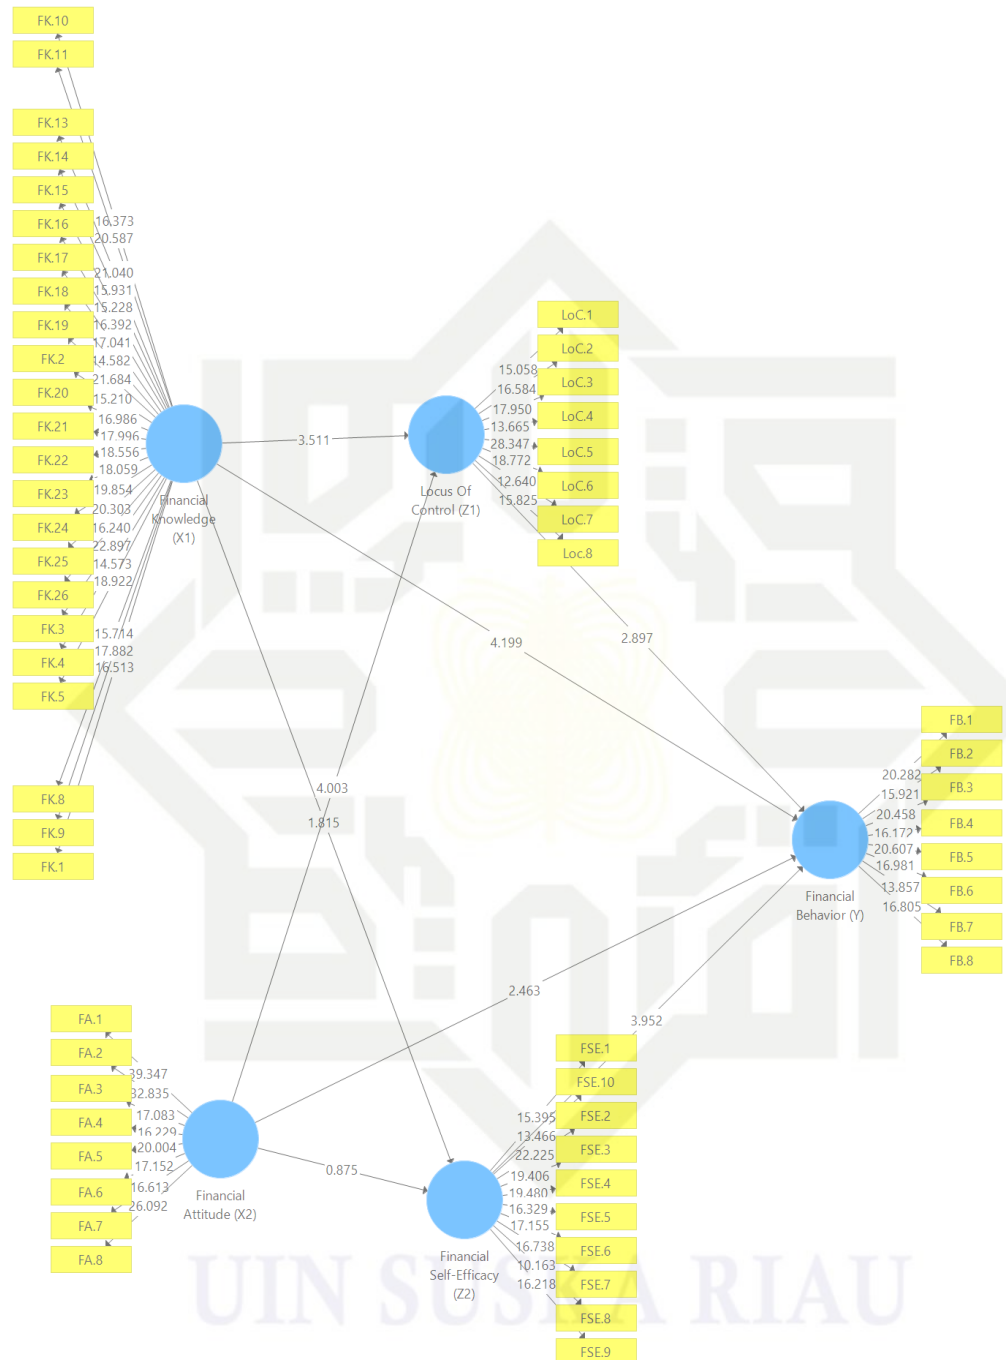 FK.10
FK.11
FK.13
FK.14
FK.15
FK.16
FK.17
FK.18
FK.19
FK.2
FK.20
FK.21
FK.22
FK.23
FK.24
FK.25
FK.26
FK.3
FK.4
FK.5
FK.8
FK.9
FK.1
16.373
20.587
21.040
15.931
15.228
16.392
17.041
14.582
21.684
15.210
16.986
17.996
18.556
18.059
19.854
20.303
16.240
22.897
14.573
18.922
15.714
17.882
16.513
Financial
Knowledge
(X1)
3.511
Locus Of
Control (Z1)
15.058
16.584
17.950
13.665
28.347
18.772
12.640
15.825
LoC.1
LoC.2
LoC.3
LoC.4
LoC.5
LoC.6
LoC.7
Loc.8
4.199
2.897
4.003
1.815
Financial
Behavior (Y)
20.282
15.921
20.458
16.172
20.607
16.981
13.857
16.805
FB.1
FB.2
FB.3
FB.4
FB.5
FB.6
FB.7
FB.8
2.463
3.952
FA.1
FA.2
FA.3
FA.4
FA.5
FA.6
FA.7
FA.8
39.347
32.835
17.083
16.229
20.004
17.152
16.613
26.092
Financial
Attitude (X2)
0.875
Financial
Self-Efficacy
(Z2)
15.395
13.466
22.225
19.406
19.480
16.329
17.155
16.738
10.163
16.218
FSE.1
FSE.10
FSE.2
FSE.3
FSE.4
FSE.5
FSE.6
FSE.7
FSE.8
FSE.9
UIN SUSKA RIAU